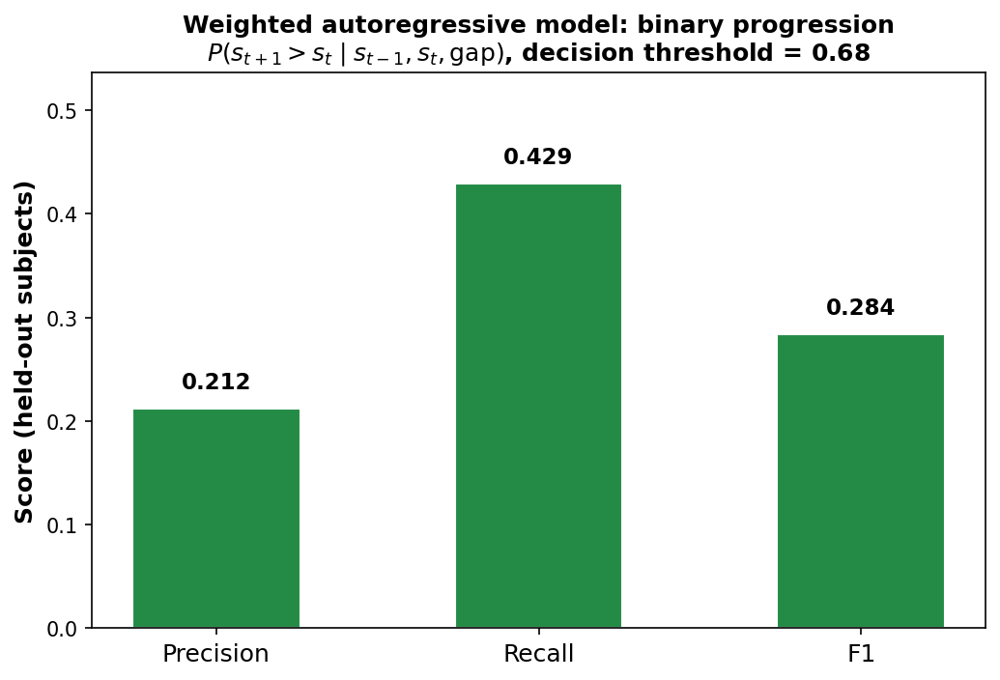 Weighted autoregressive model: binary progression
P(s_{t+1} > s_t | s_{t−1}, s_t, gap), decision threshold = 0.68
Score (held-out subjects)
0.5
0.4
0.3
0.2
0.1
0.0
0.212
0.429
0.284
Precision
Recall
F1